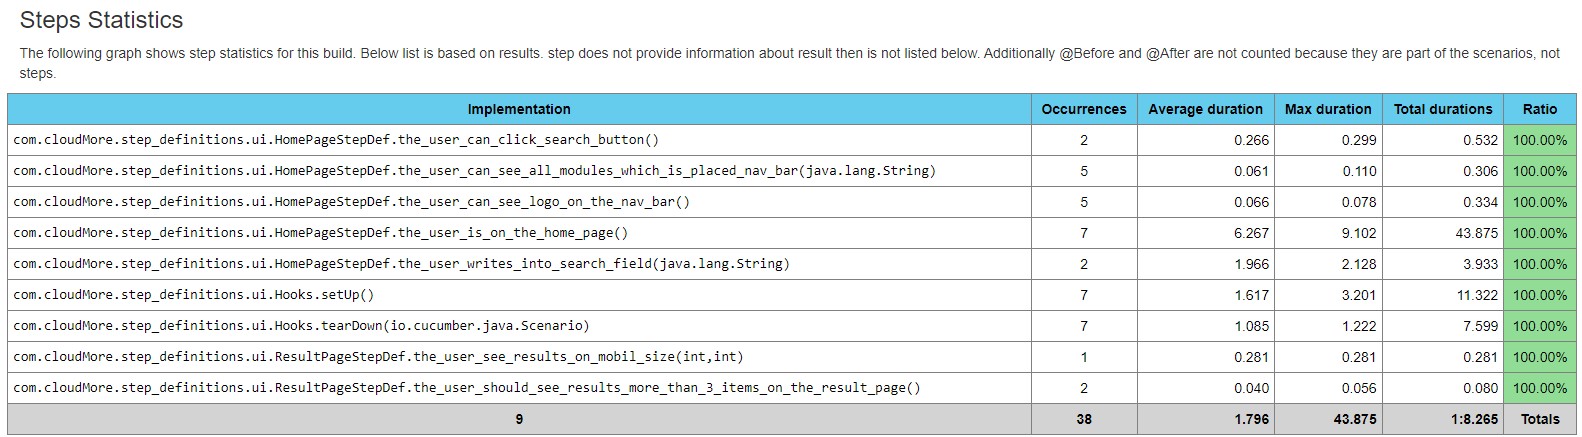 Steps Statistics
The following graph shows step statistics for this build. Below list is based on results. step does not provide information about result then is not listed below. Additionally @Before and @After are not counted because they are part of the scenarios, not
steps.
Implementation Occurrences Average duration Max duration Total durations Ratio
com.cloudMore.step_definitions.ui.HomePageStepDef.the_user_can_click_search_button() 2 0.266 0.299 0.532 100.00%
com.cloudMore.step_definitions.ui.HomePageStepDef.the_user_can_see_all_modules_which_is_placed_nav_bar(java.lang.String) 5 0.061 0.110 0.306 100.00%
com.cloudMore.step_definitions.ui.HomePageStepDef.the_user_can_see_logo_on_the_nav_bar() 5 0.066 0.078 0.334 100.00%
com.cloudMore.step_definitions.ui.HomePageStepDef.the_user_is_on_the_home_page() 7 6.267 9.102 43.875 100.00%
com.cloudMore.step_definitions.ui.HomePageStepDef.the_user_writes_into_search_field(java.lang.String) 2 1.966 2.128 3.933 100.00%
com.cloudMore.step_definitions.ui.Hooks.setUp() 7 1.617 3.201 11.322 100.00%
com.cloudMore.step_definitions.ui.Hooks.tearDown(io.cucumber.java.Scenario) 7 1.085 1.222 7.599 100.00%
com.cloudMore.step_definitions.ui.ResultPageStepDef.the_user_see_results_on_mobil_size(int,int) 1 0.281 0.281 0.281 100.00%
com.cloudMore.step_definitions.ui.ResultPageStepDef.the_user_should_see_results_more_than_3_items_on_the_result_page() 2 0.040 0.056 0.080 100.00%
9 38 1.796 43.875 1:8.265 Totals